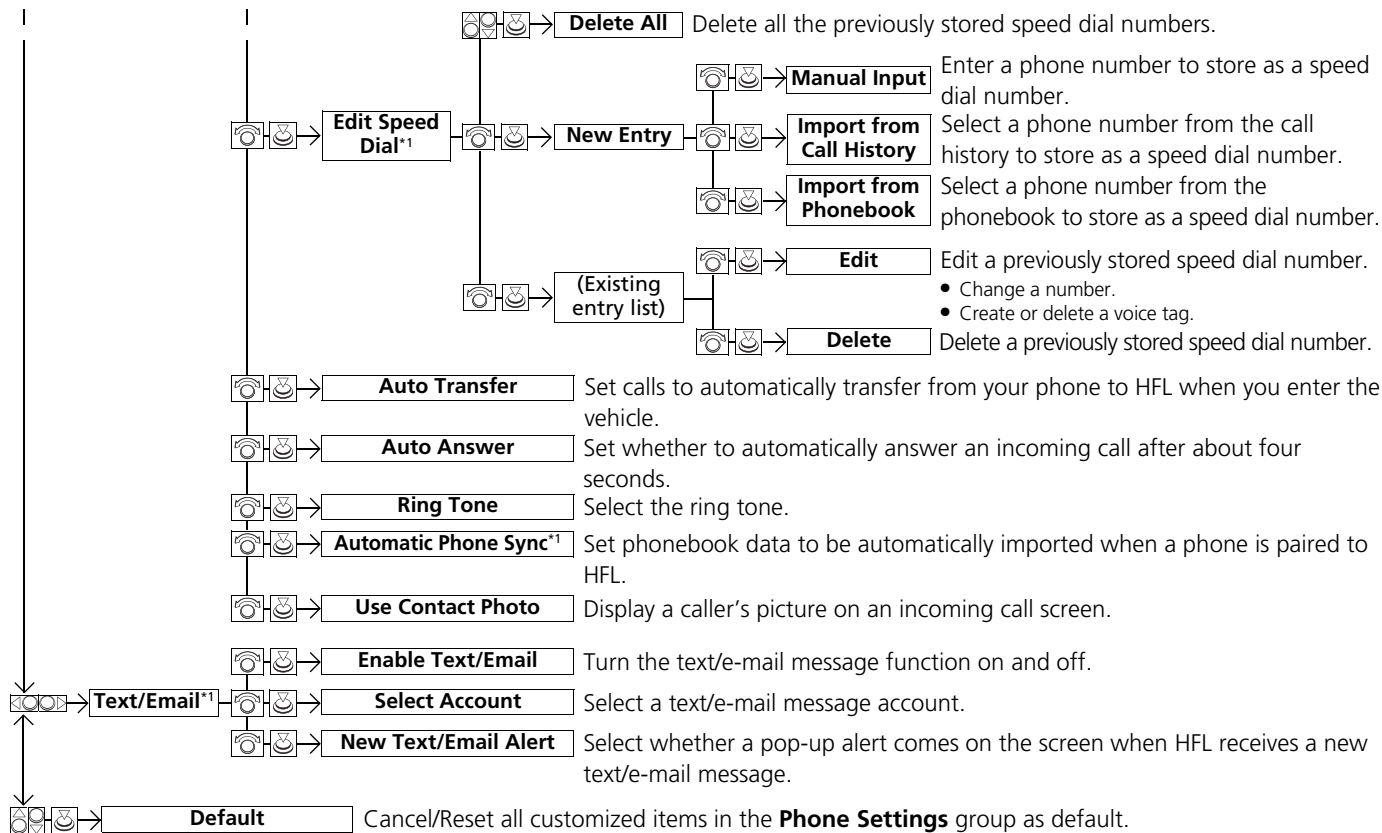 Delete All Delete all the previously stored speed dial numbers.
Manual Input Enter a phone number to store as a speed
dial number.
Edit Speed
Dial*1
New Entry
Import from
Call History
Select a phone number from the call
history to store as a speed dial number.
Import from
Phonebook
Select a phone number from the
phonebook to store as a speed dial number.
(Existing
entry list)
Edit Edit a previously stored speed dial number.
• Change a number.
• Create or delete a voice tag.
Delete Delete a previously stored speed dial number.
Auto Transfer Set calls to automatically transfer from your phone to HFL when you enter the
vehicle.
Auto Answer Set whether to automatically answer an incoming call after about four
seconds.
Ring Tone Select the ring tone.
Automatic Phone Sync*1 Set phonebook data to be automatically imported when a phone is paired to
HFL.
Use Contact Photo Display a caller's picture on an incoming call screen.
Enable Text/Email Turn the text/e-mail message function on and off.
Text/Email*1 Select Account Select a text/e-mail message account.
New Text/Email Alert Select whether a pop-up alert comes on the screen when HFL receives a new
text/e-mail message.
Default Cancel/Reset all customized items in the Phone Settings group as default.